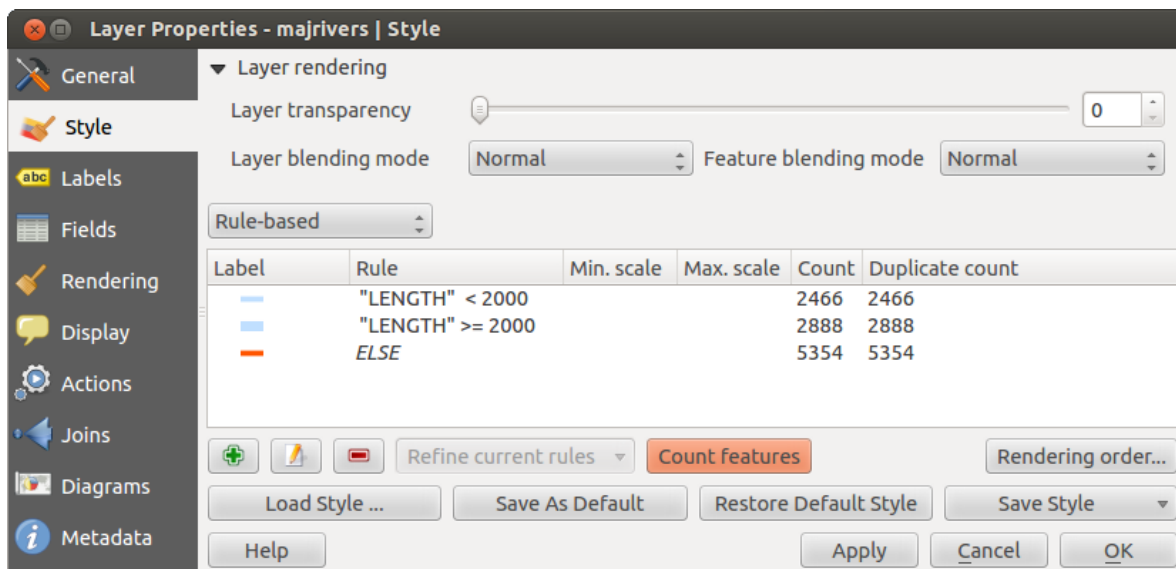 Layer Properties - majrivers | Style
General
Style
abc Labels
Fields
Rendering
Display
Actions
Joins
Diagrams
i Metadata
Layer rendering
Layer transparency 0
Layer blending mode Normal Feature blending mode Normal
Rule-based
Label Rule Min. scale Max. scale Count Duplicate count
"LENGTH" < 2000 2466 2466
"LENGTH" >= 2000 2888 2888
ELSE 5354 5354
Refine current rules Count features Rendering order...
Load Style ... Save As Default Restore Default Style Save Style
Help Apply Cancel OK